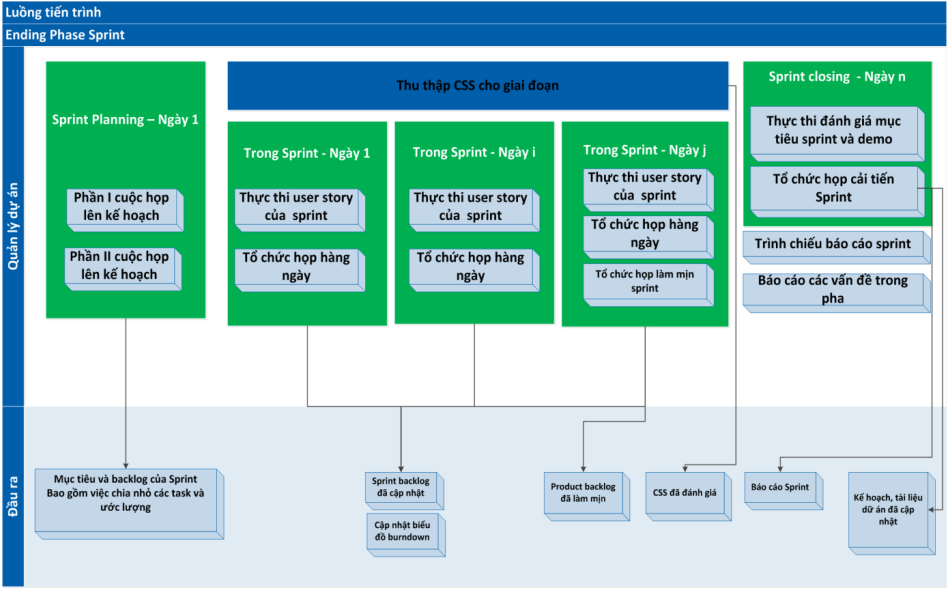 Luồng tiến trình
Ending Phase Sprint
Quản lý dự án
Sprint Planning – Ngày 1
Phần I cuộc họp
lên kế hoạch
Phần II cuộc họp
lên kế hoạch
Thu thập CSS cho giai đoạn
Trong Sprint - Ngày 1
Thực thi user story
của sprint
Tổ chức họp hàng
ngày
Trong Sprint - Ngày i
Thực thi user story
của sprint
Tổ chức họp hàng
ngày
Trong Sprint - Ngày j
Thực thi user story
của sprint
Tổ chức họp hàng
ngày
Tổ chức họp làm mịn
sprint
Sprint closing - Ngày n
Thực thi đánh giá mục
tiêu sprint và demo
Tổ chức họp cải tiến
Sprint
Trình chiếu báo cáo sprint
Báo cáo các vấn đề trong
pha
Đầu ra
Mục tiêu và backlog của Sprint
Bao gồm việc chia nhỏ các task và
ước lượng
Sprint backlog
đã cập nhật
Cập nhật biểu
đồ burndown
Product backlog
đã làm mịn
CSS đã đánh giá
Báo cáo Sprint
Kế hoạch, tài liệu
dữ án đã cập
nhật